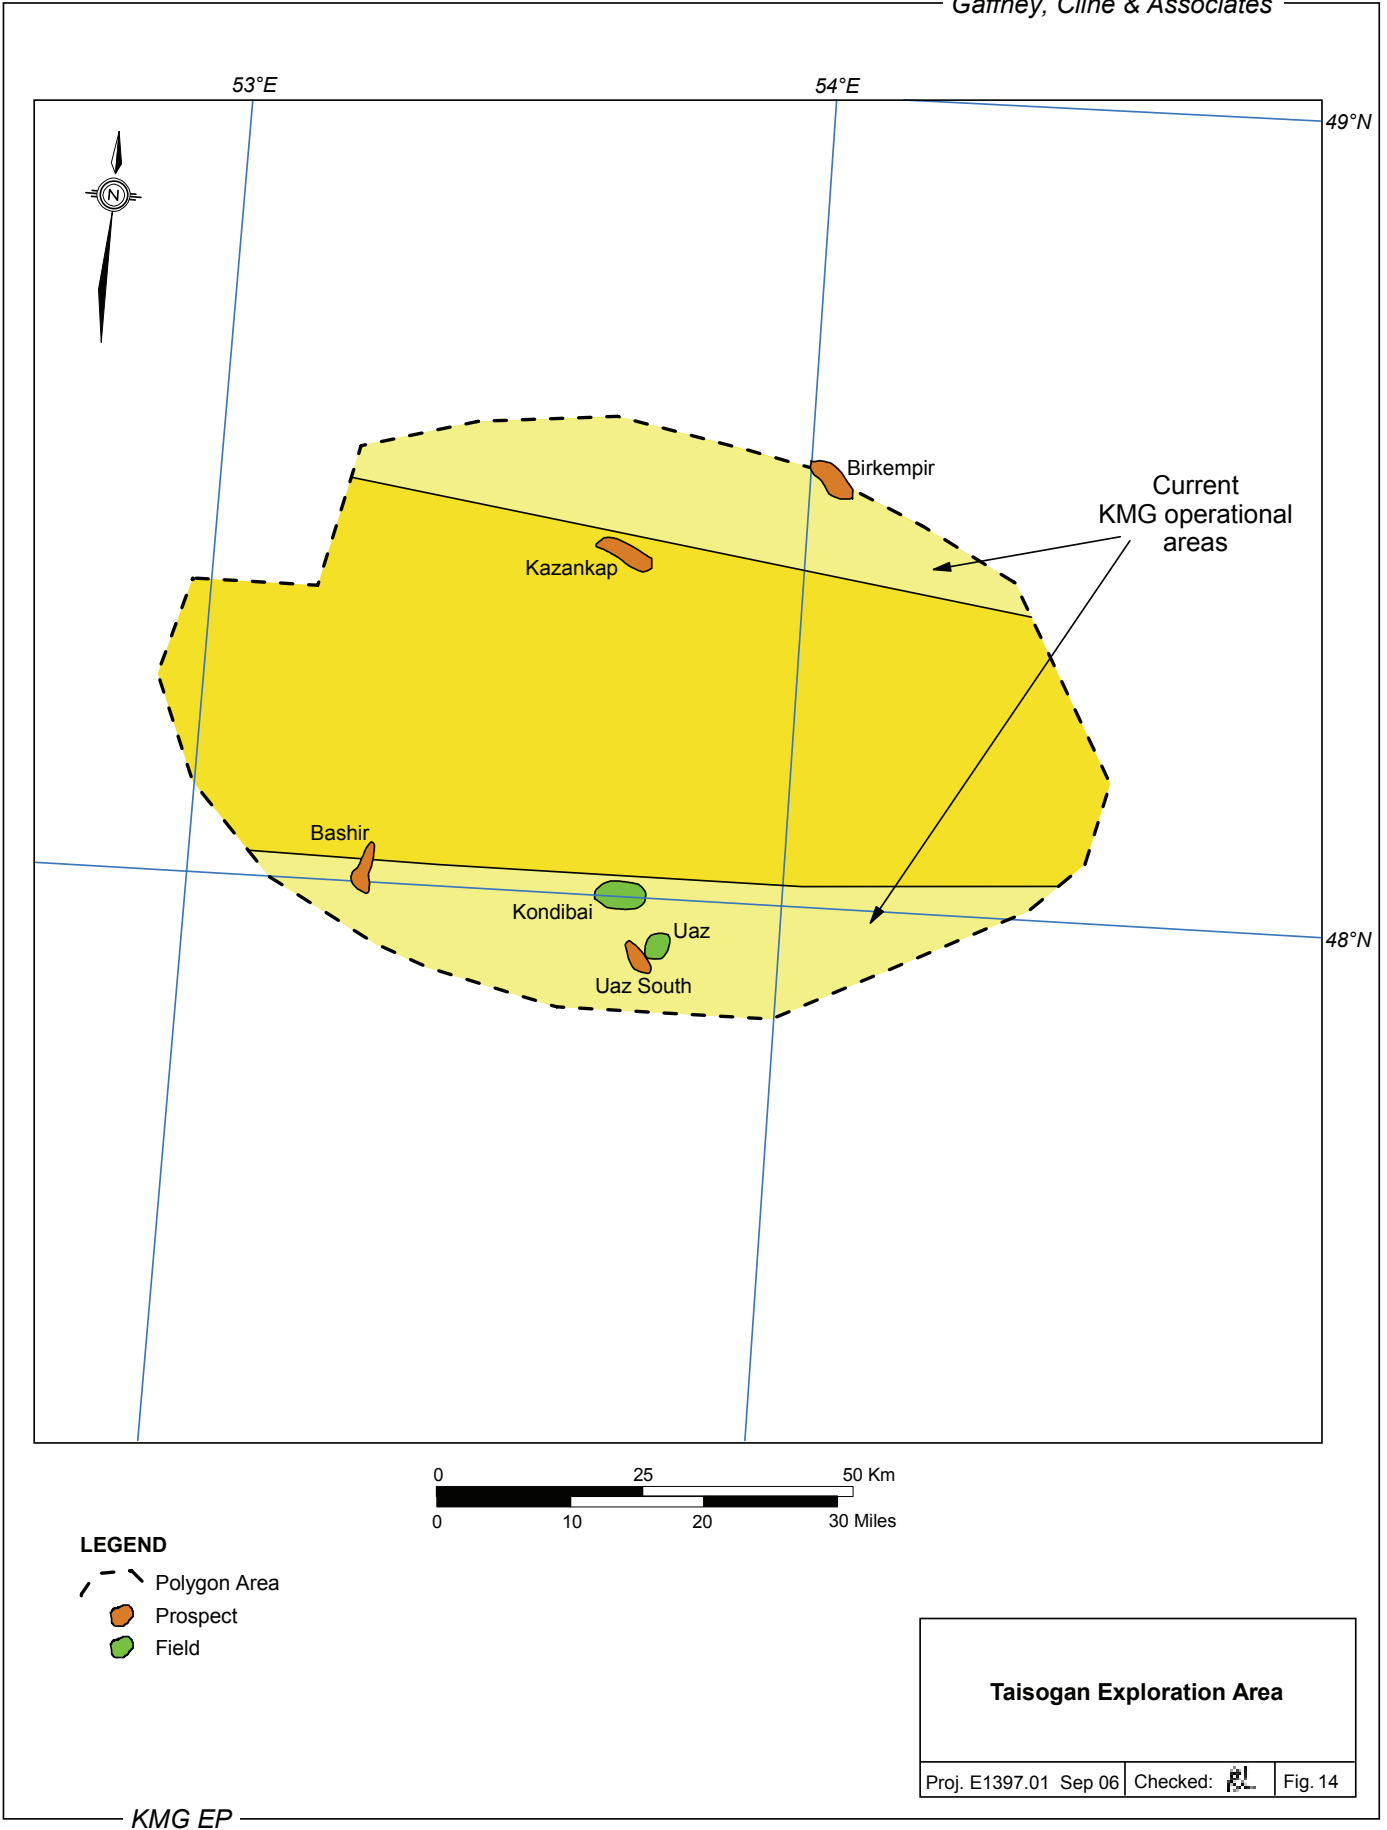 Gaffney, Cline & Associates
53°E
54°E
49°N
N
Birkempir
Current
KMG operational
areas
Kazankap
Bashir
Kondibai
Uaz
48°N
Uaz South
0 25 50 Km
0 10 20 30 Miles
LEGEND
Polygon Area
Prospect
Field
Taisogan Exploration Area
Proj. E1397.01 Sep 06 Checked: Fig. 14
KMG EP